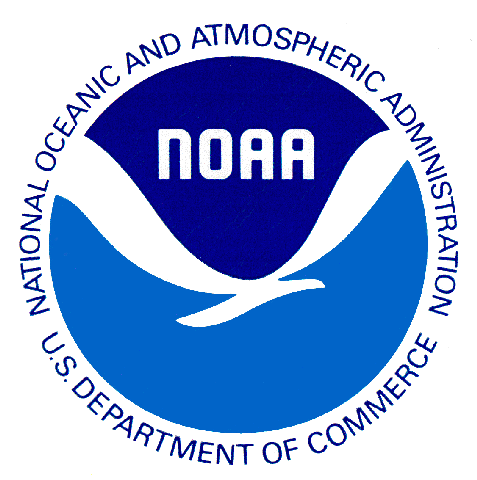 NATIONAL OCEANIC AND ATMOSPHERIC ADMINISTRATION
NOAA
U.S. DEPARTMENT OF COMMERCE